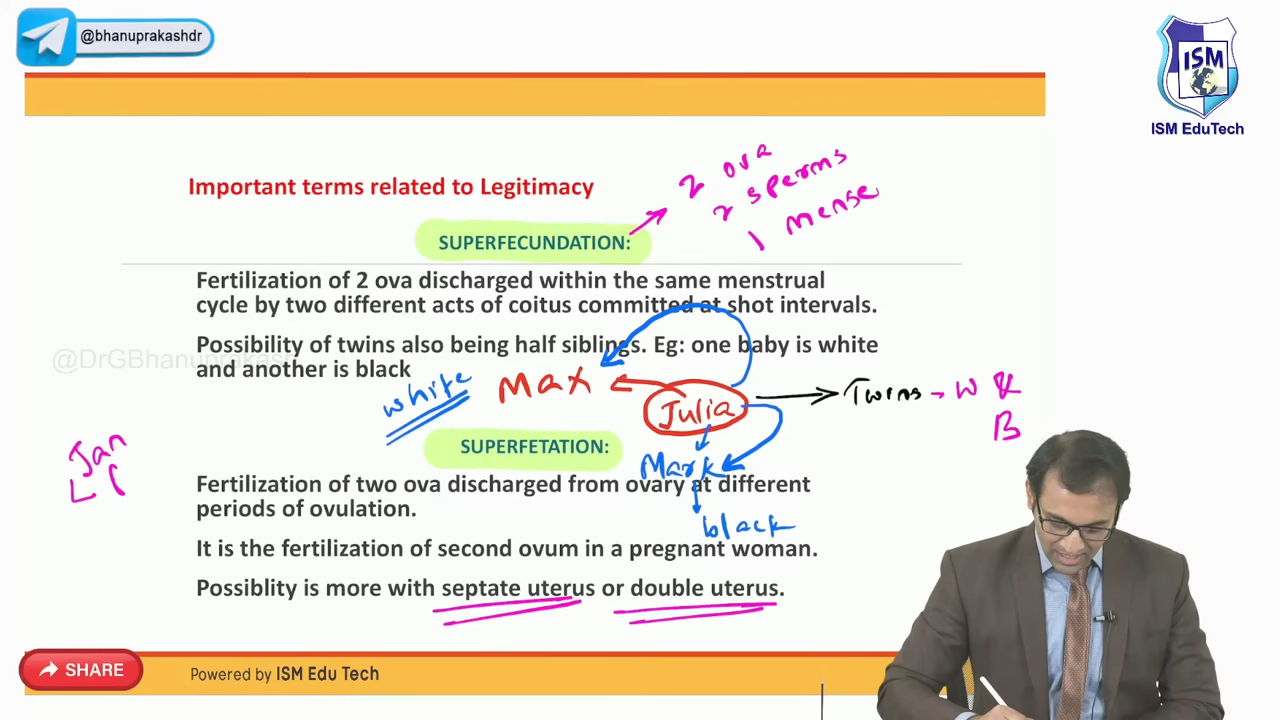 @bhanuprakashdr
ISM
ISM EduTech
Important terms related to Legitimacy
2 ova
2 sperms
1 mense
SUPERFECUNDATION:
Fertilization of 2 ova discharged within the same menstrual
cycle by two different acts of coitus committed at shot intervals.
Possibility of twins also being half siblings. Eg: one baby is white
and another is black
@DrGBhanuprakash
white
Max
Julia
Twins - W &
B
SUPERFETATION:
Mark
black
Jan
Fertilization of two ova discharged from ovary at different
periods of ovulation.
It is the fertilization of second ovum in a pregnant woman.
Possiblity is more with septate uterus or double uterus.
SHARE
Powered by ISM Edu Tech